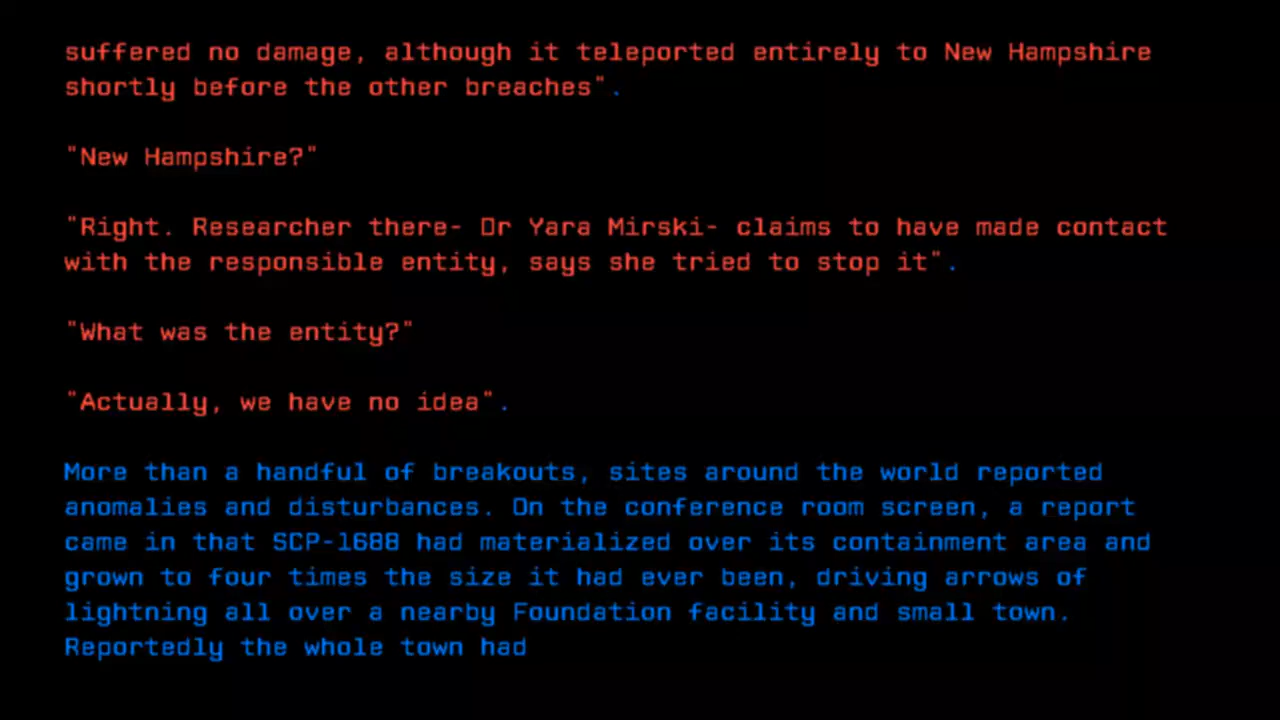 suffered no damage, although it teleported entirely to New Hampshire
shortly before the other breaches".
"New Hampshire?"
"Right. Researcher there- Dr Yara Mirski- claims to have made contact
with the responsible entity, says she tried to stop it".
"What was the entity?"
"Actually, we have no idea".
More than a handful of breakouts, sites around the world reported
anomalies and disturbances. On the conference room screen, a report
came in that SCP-1688 had materialized over its containment area and
grown to four times the size it had ever been, driving arrows of
lightning all over a nearby Foundation facility and small town.
Reportedly the whole town had